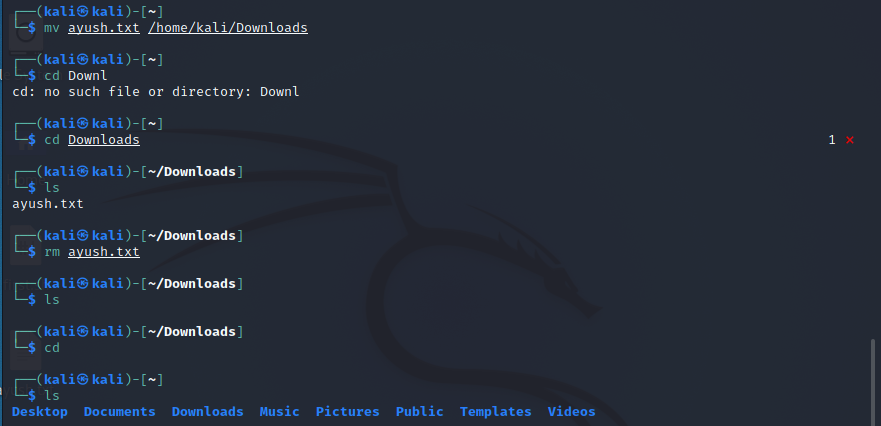 ┌──(kali㉿kali)-[~]
└─$ mv ayush.txt /home/kali/Downloads
┌──(kali㉿kali)-[~]
└─$ cd Downl
cd: no such file or directory: Downl
┌──(kali㉿kali)-[~]
└─$ cd Downloads 1 ⨯
┌──(kali㉿kali)-[~/Downloads]
└─$ ls
ayush.txt
┌──(kali㉿kali)-[~/Downloads]
└─$ rm ayush.txt
┌──(kali㉿kali)-[~/Downloads]
└─$ ls
┌──(kali㉿kali)-[~/Downloads]
└─$ cd
┌──(kali㉿kali)-[~]
└─$ ls
Desktop Documents Downloads Music Pictures Public Templates Videos